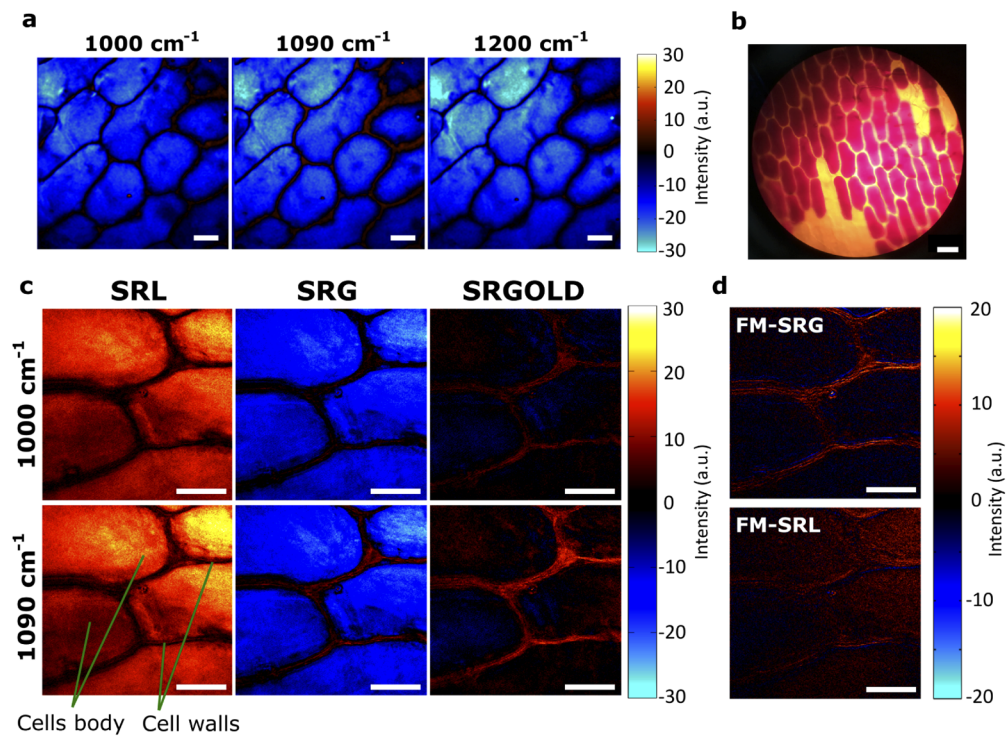 a
1000 cm⁻¹ 1090 cm⁻¹ 1200 cm⁻¹
30
20
10
0
-10
-20
-30
Intensity (a.u.)
b
c
SRL SRG SRGOLD
1000 cm⁻¹
1090 cm⁻¹
30
20
10
0
-10
-20
-30
Intensity (a.u.)
Cells body Cell walls
d
FM-SRG
FM-SRL
20
10
0
-10
-20
Intensity (a.u.)